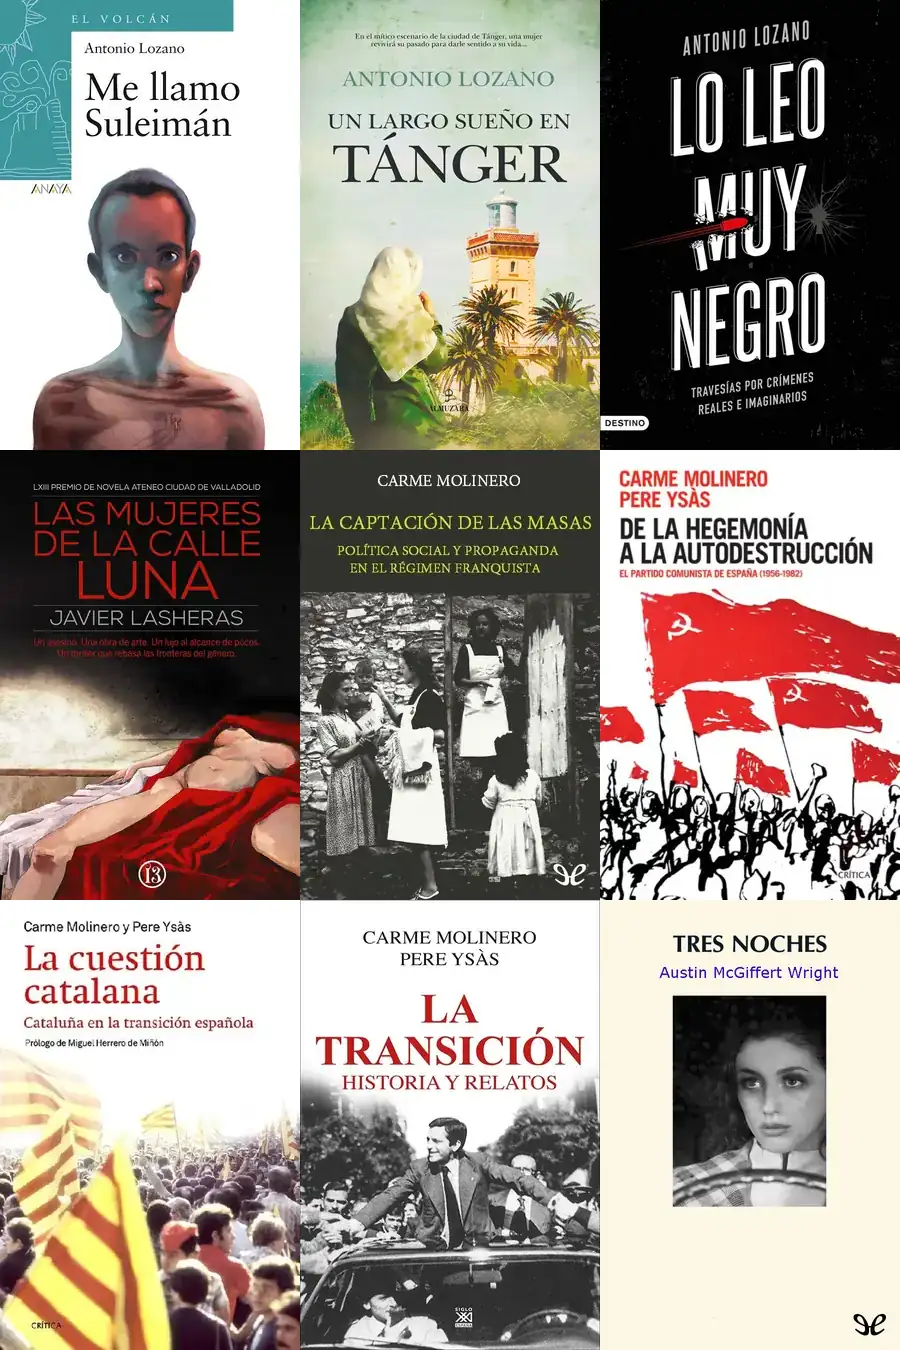 EL VOLCÁN
Antonio Lozano
Me llamo
Suleimán
ANAYA
En el mítico escenario de la ciudad de Tánger, una mujer
revivirá su pasado para darle sentido a su vida...
ANTONIO LOZANO
UN LARGO SUEÑO EN
TÁNGER
ALMUZARA
ANTONIO LOZANO
LO LEO
MUY
NEGRO
TRAVESÍAS POR CRÍMENES
REALES E IMAGINARIOS
DESTINO
LXIII PREMIO DE NOVELA ATENEO CIUDAD DE VALLADOLID
LAS MUJERES
DE LA CALLE
LUNA
JAVIER LASHERAS
Un asesino. Una obra de arte. Un lujo al alcance de pocos.
Un thriller que rebasa las fronteras del género.
13
CARME MOLINERO
LA CAPTACIÓN DE LAS MASAS
POLÍTICA SOCIAL Y PROPAGANDA
EN EL RÉGIMEN FRANQUISTA
CARME MOLINERO
PERE YSÀS
DE LA HEGEMONÍA
A LA AUTODESTRUCCIÓN
EL PARTIDO COMUNISTA DE ESPAÑA (1956-1982)
CRÍTICA
Carme Molinero y Pere Ysàs
La cuestión
catalana
Cataluña en la transición española
Prólogo de Miguel Herrero de Miñón
CRÍTICA
CARME MOLINERO
PERE YSÀS
LA
TRANSICIÓN
HISTORIA Y RELATOS
SIGLO
XXI
ESPAÑA
TRES NOCHES
Austin McGiffert Wright